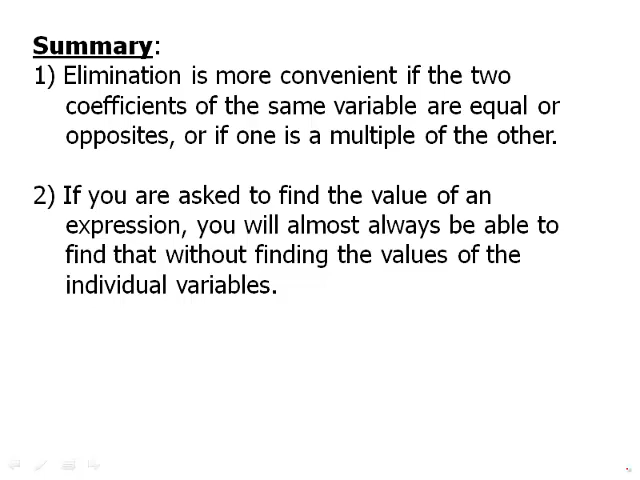 Summary:
1) Elimination is more convenient if the two
coefficients of the same variable are equal or
opposites, or if one is a multiple of the other.
2) If you are asked to find the value of an
expression, you will almost always be able to
find that without finding the values of the
individual variables.